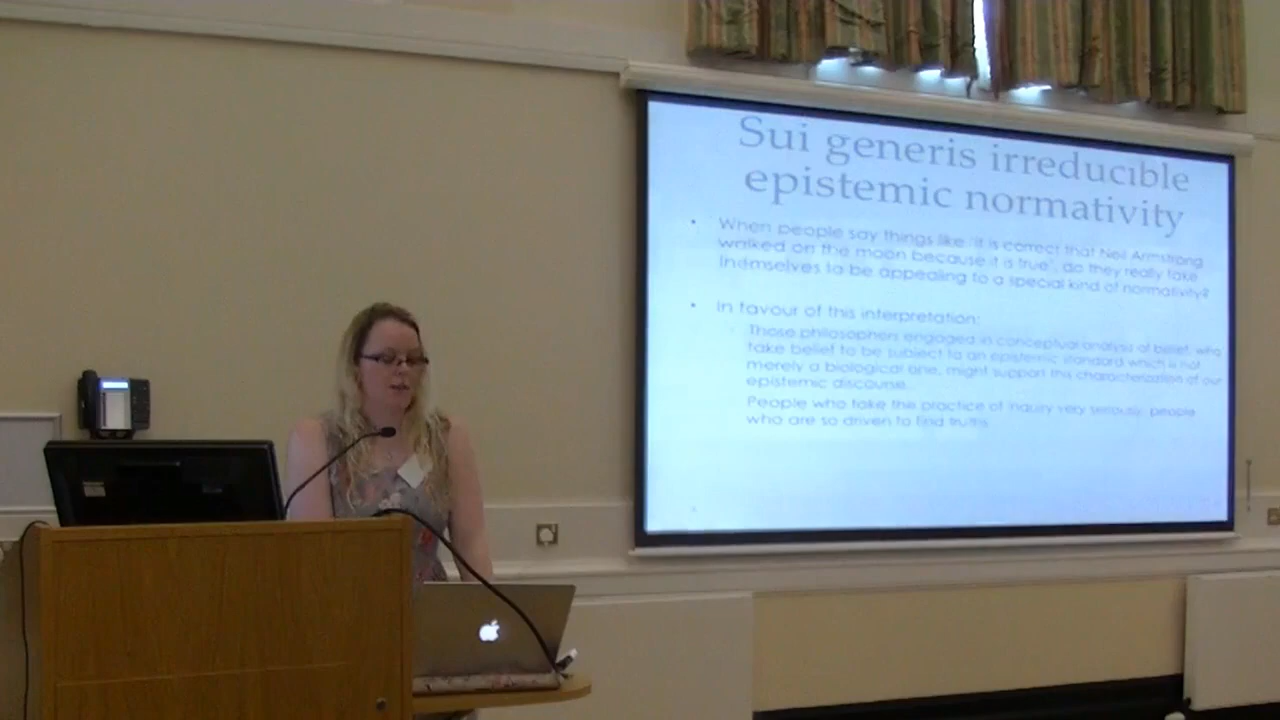 Sui generis irreducible
epistemic normativity
• When people say things like 'it is correct that Neil Armstrong
walked on the moon because it is true', do they really take
themselves to be appealing to a special kind of normativity?
• In favour of this interpretation:
Those philosophers engaged in conceptual analysis of belief, who
take belief to be subject to an epistemic standard which is not
merely a biological one, might support this characterization of our
epistemic discourse.
People who take the practice of inquiry very seriously, people
who are so driven to find truths